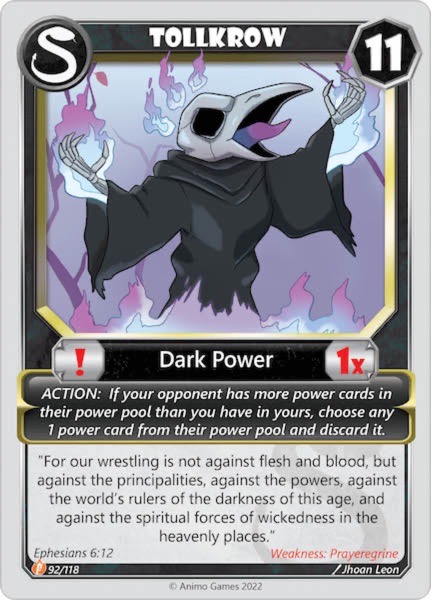 S
TOLLKROW
11
!
Dark Power
1x
ACTION: If your opponent has more power cards in
their power pool than you have in yours, choose any
1 power card from their power pool and discard it.
"For our wrestling is not against flesh and blood, but
against the principalities, against the powers, against
the world's rulers of the darkness of this age, and
against the spiritual forces of wickedness in the
heavenly places."
Ephesians 6:12
Weakness: Prayeregrine
P 92/118
Jhoan Leon
© Animo Games 2022